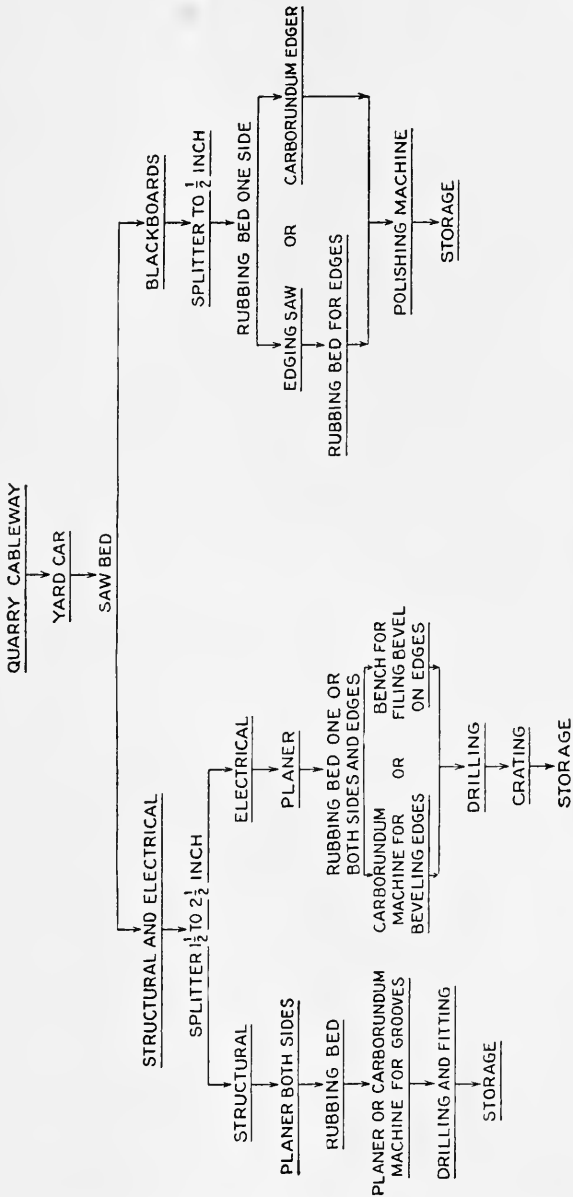 QUARRY CABLEWAY
YARD CAR
SAW BED
STRUCTURAL AND ELECTRICAL
SPLITTER 1½ TO 2½ INCH
STRUCTURAL
PLANER BOTH SIDES
RUBBING BED
PLANER OR CARBORUNDUM
MACHINE FOR GROOVES
DRILLING AND FITTING
STORAGE
ELECTRICAL
PLANER
RUBBING BED ONE OR
BOTH SIDES AND EDGES
CARBORUNDUM
MACHINE FOR
BEVELING EDGES
OR
BENCH FOR
FILING BEVEL
ON EDGES
DRILLING
CRATING
STORAGE
BLACKBOARDS
SPLITTER TO ½ INCH
RUBBING BED ONE SIDE
EDGING SAW
OR
CARBORUNDUM EDGER
RUBBING BED FOR EDGES
POLISHING MACHINE
STORAGE